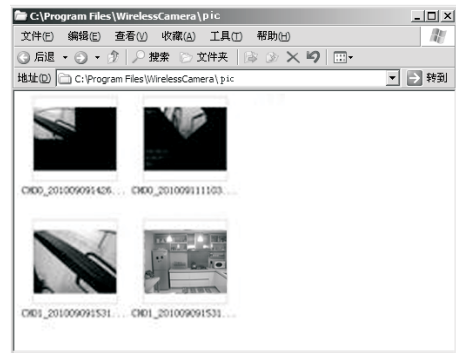 C:\Program Files\WirelessCamera\pic
文件(F) 编辑(E) 查看(V) 收藏(A) 工具(T) 帮助(H)
后退 搜索 文件夹
地址(D) C:\Program Files\WirelessCamera\pic 转到
CH00_201009091426... CH00_201009111103...
CH01_201009091531... CH01_201009091531...